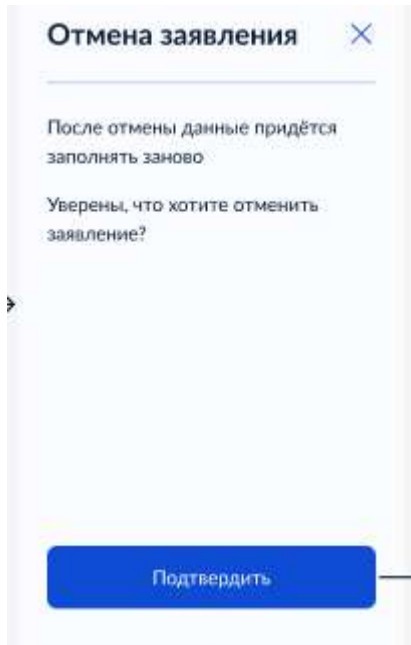 Отмена заявления
После отмены данные придётся
заполнять заново
Уверены, что хотите отменить
заявление?
Подтвердить